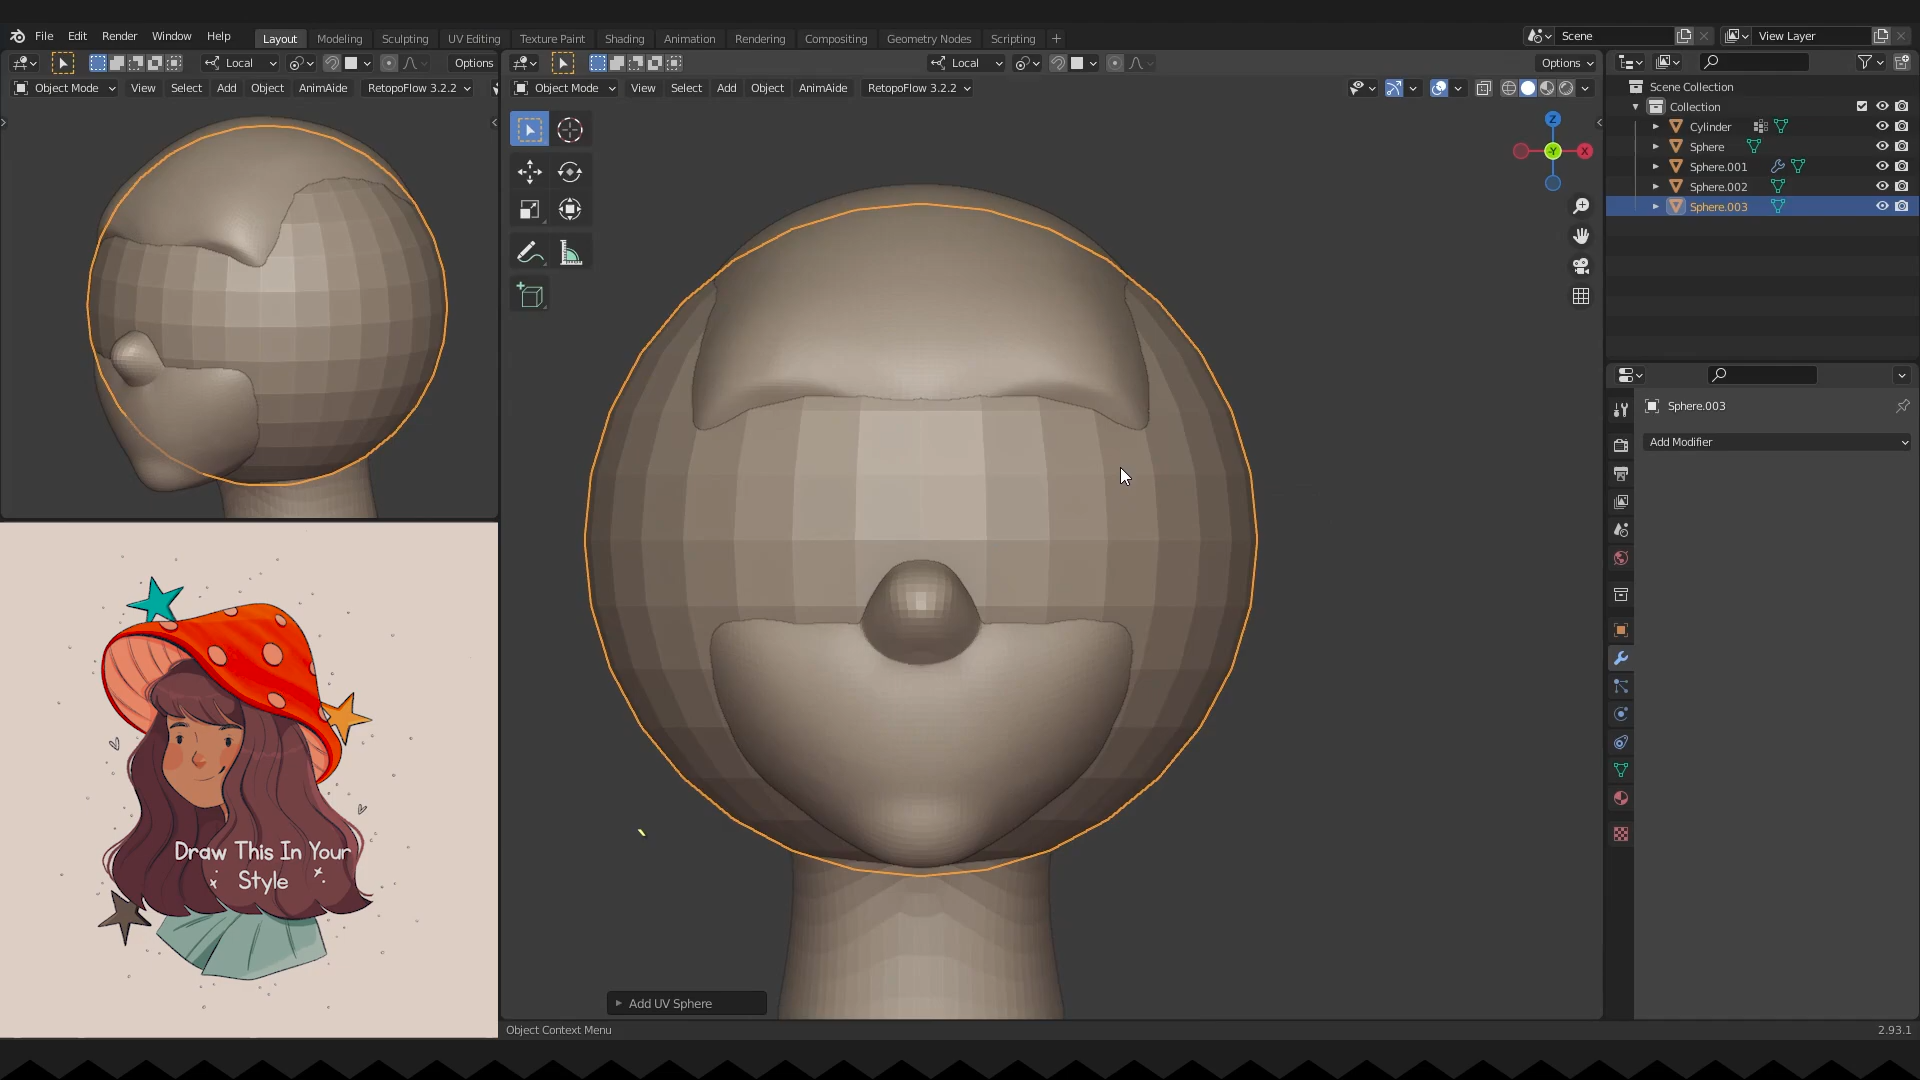 File Edit Render Window Help Layout Modeling Sculpting UV Editing Texture Paint Shading Animation Rendering Compositing Geometry Nodes Scripting + Scene View Layer
Local Options Local Options
Object Mode View Select Add Object AnimAide RetopoFlow 3.2.2 Object Mode View Select Add Object AnimAide RetopoFlow 3.2.2
Scene Collection
Collection
Cylinder
Sphere
Sphere.001
Sphere.002
Sphere.003
Z
-Y
X
Sphere.003
Add Modifier
Draw This In Your
Style
Add UV Sphere
Object Context Menu
2.93.1